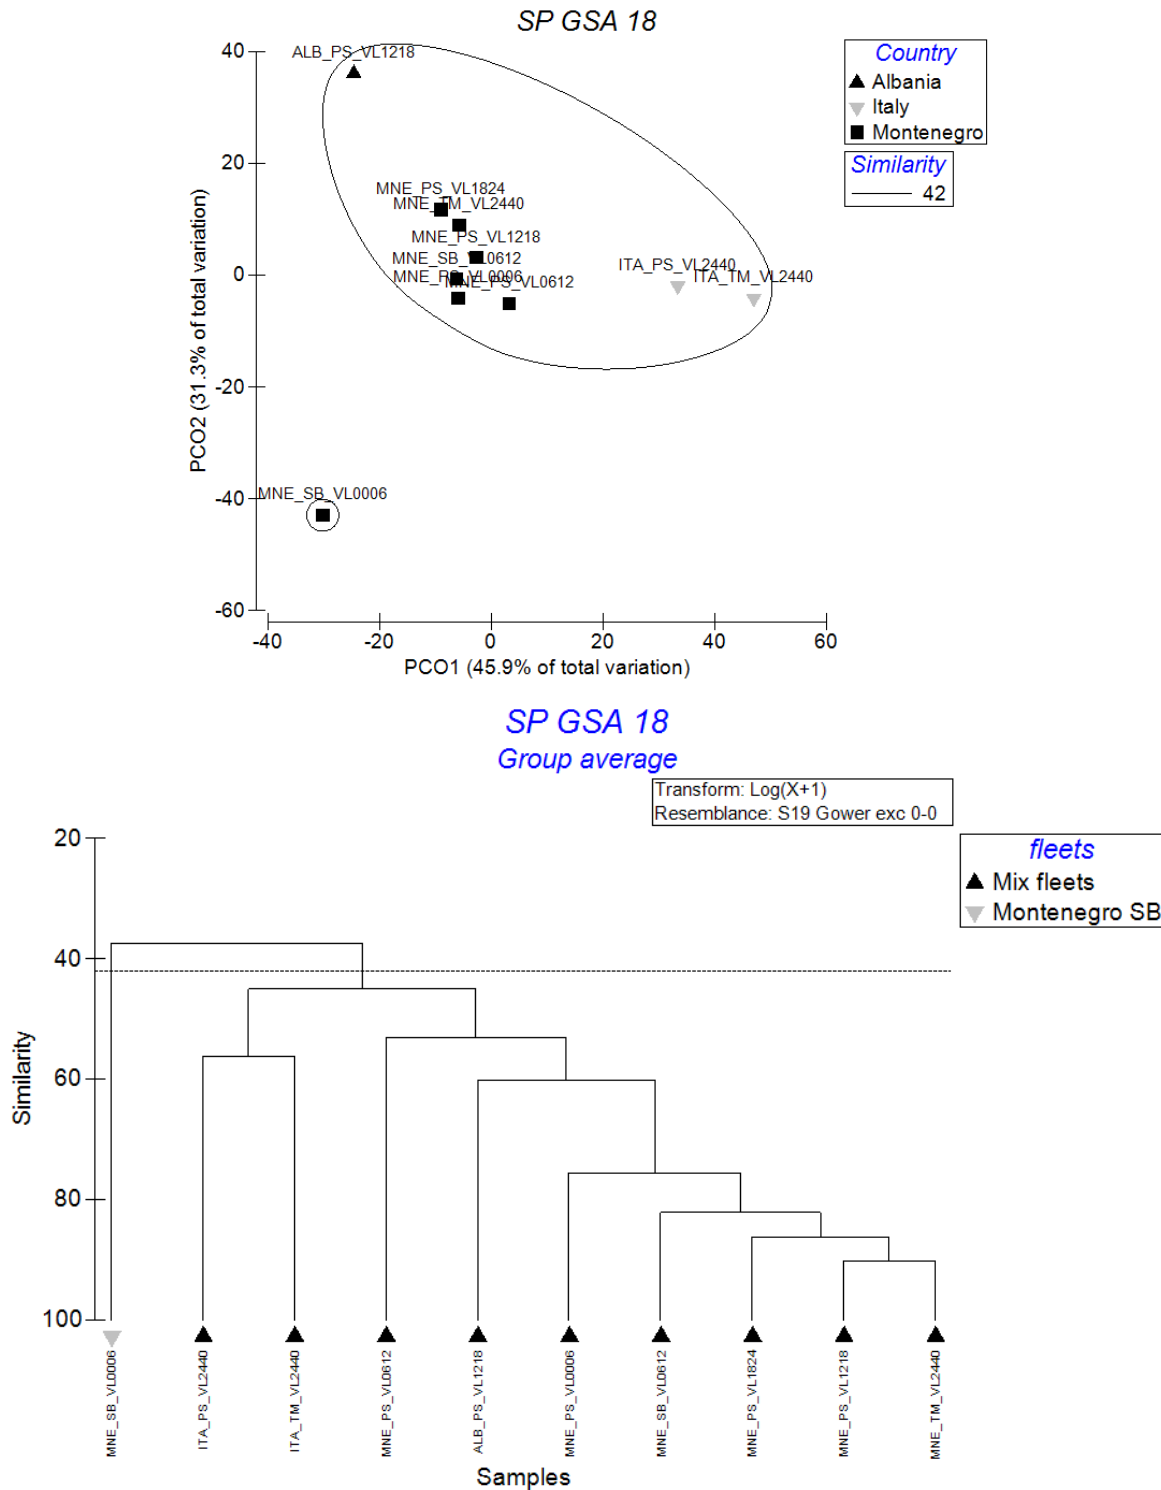 SP GSA 18
Country
Albania
Italy
Montenegro
Similarity
42
40
20
0
-20
-40
-60
PCO2 (31.3% of total variation)
ALB_PS_VL1218
MNE_PS_VL1824
MNE_TM_VL2440
MNE_PS_VL1218
MNE_SB_VL0612
MNE_PS_VL0006
MNE_PS_VL0612
ITA_PS_VL2440
ITA_TM_VL2440
MNE_SB_VL0006
-40
-20
0
20
40
60
PCO1 (45.9% of total variation)
SP GSA 18
Group average
Transform: Log(X+1)
Resemblance: S19 Gower exc 0-0
fleets
Mix fleets
Montenegro SB
20
40
60
80
100
Similarity
MNE_SB_VL0006
ITA_PS_VL2440
ITA_TM_VL2440
MNE_PS_VL0612
ALB_PS_VL1218
MNE_PS_VL0006
MNE_SB_VL0612
MNE_PS_VL1824
MNE_PS_VL1218
MNE_TM_VL2440
Samples